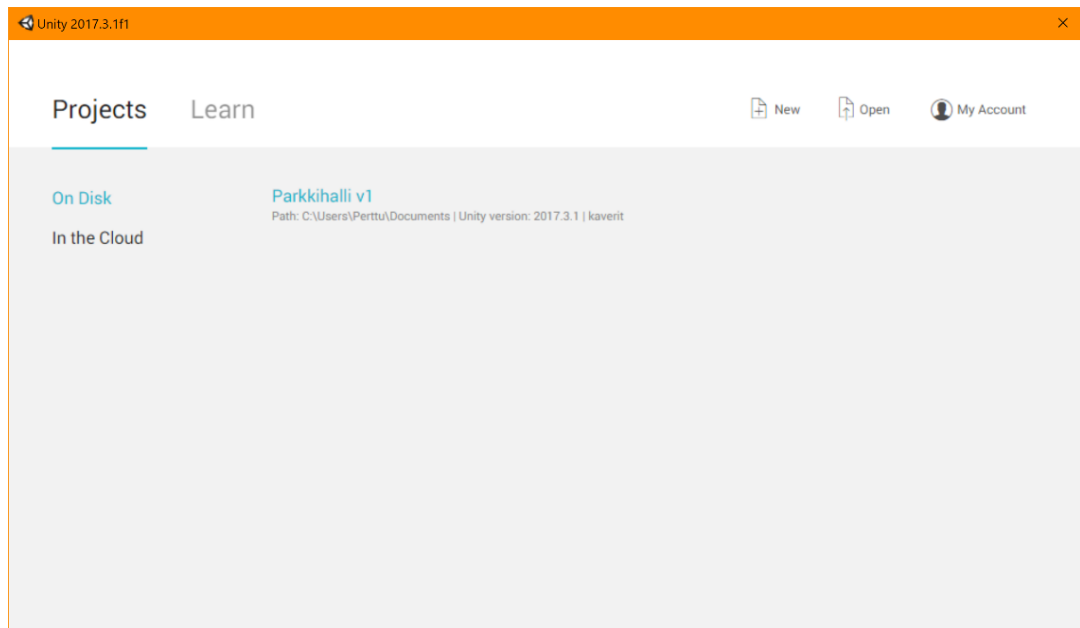 Unity 2017.3.1f1
Projects Learn New Open My Account
On Disk
In the Cloud
Parkkihalli v1
Path: C:\Users\Perttu\Documents | Unity version: 2017.3.1 | kaverit